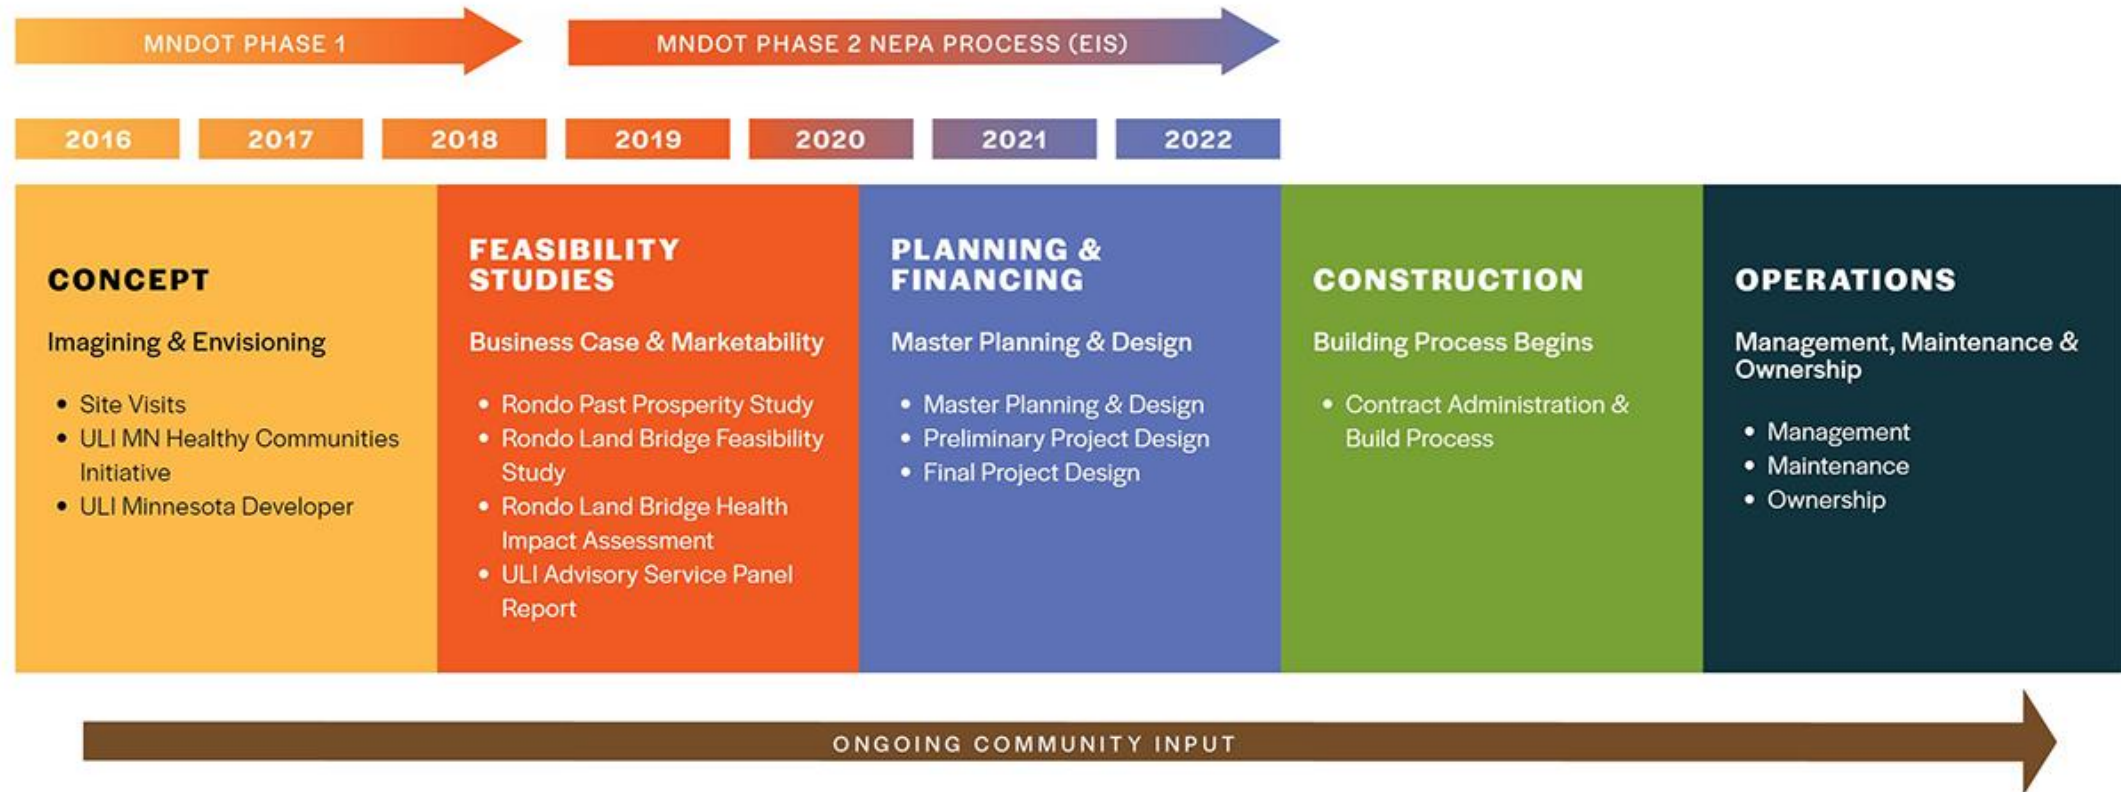 MNDOT PHASE 1
MNDOT PHASE 2 NEPA PROCESS (EIS)
2016
2017
2018
2019
2020
2021
2022
CONCEPT
Imagining & Envisioning
• Site Visits
• ULI MN Healthy Communities
Initiative
• ULI Minnesota Developer
FEASIBILITY
STUDIES
Business Case & Marketability
• Rondo Past Prosperity Study
• Rondo Land Bridge Feasibility
Study
• Rondo Land Bridge Health
Impact Assessment
• ULI Advisory Service Panel
Report
PLANNING &
FINANCING
Master Planning & Design
• Master Planning & Design
• Preliminary Project Design
• Final Project Design
CONSTRUCTION
Building Process Begins
• Contract Administration &
Build Process
OPERATIONS
Management, Maintenance &
Ownership
• Management
• Maintenance
• Ownership
ONGOING COMMUNITY INPUT